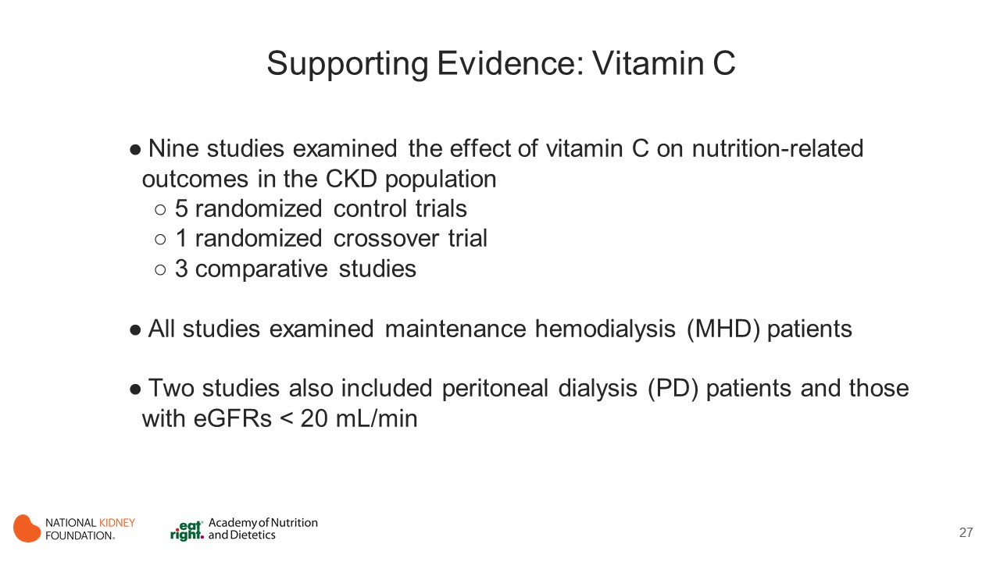 Supporting Evidence: Vitamin C
● Nine studies examined the effect of vitamin C on nutrition-related
outcomes in the CKD population
○ 5 randomized control trials
○ 1 randomized crossover trial
○ 3 comparative studies
● All studies examined maintenance hemodialysis (MHD) patients
● Two studies also included peritoneal dialysis (PD) patients and those
with eGFRs < 20 mL/min
NATIONAL KIDNEY
FOUNDATION®
eat
right.
Academy of Nutrition
and Dietetics
27